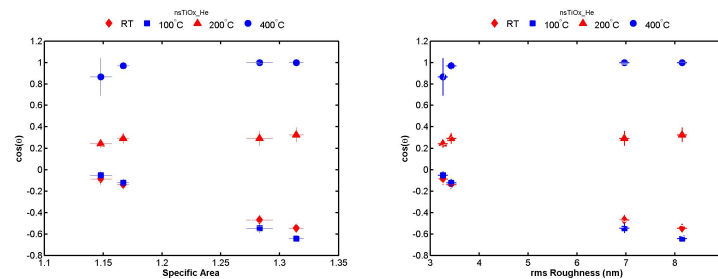 nsTiOx_He
RT 100°C 200°C 400°C
1.2
1
0.8
0.6
0.4
0.2
0
-0.2
-0.4
-0.6
-0.8
cos(θ)
1.1 1.15 1.2 1.25 1.3 1.35
Specific Area
nsTiOx_He
RT 100°C 200°C 400°C
1.2
1
0.8
0.6
0.4
0.2
0
-0.2
-0.4
-0.6
-0.8
cos(θ)
3 4 5 6 7 8
rms Roughness (nm)